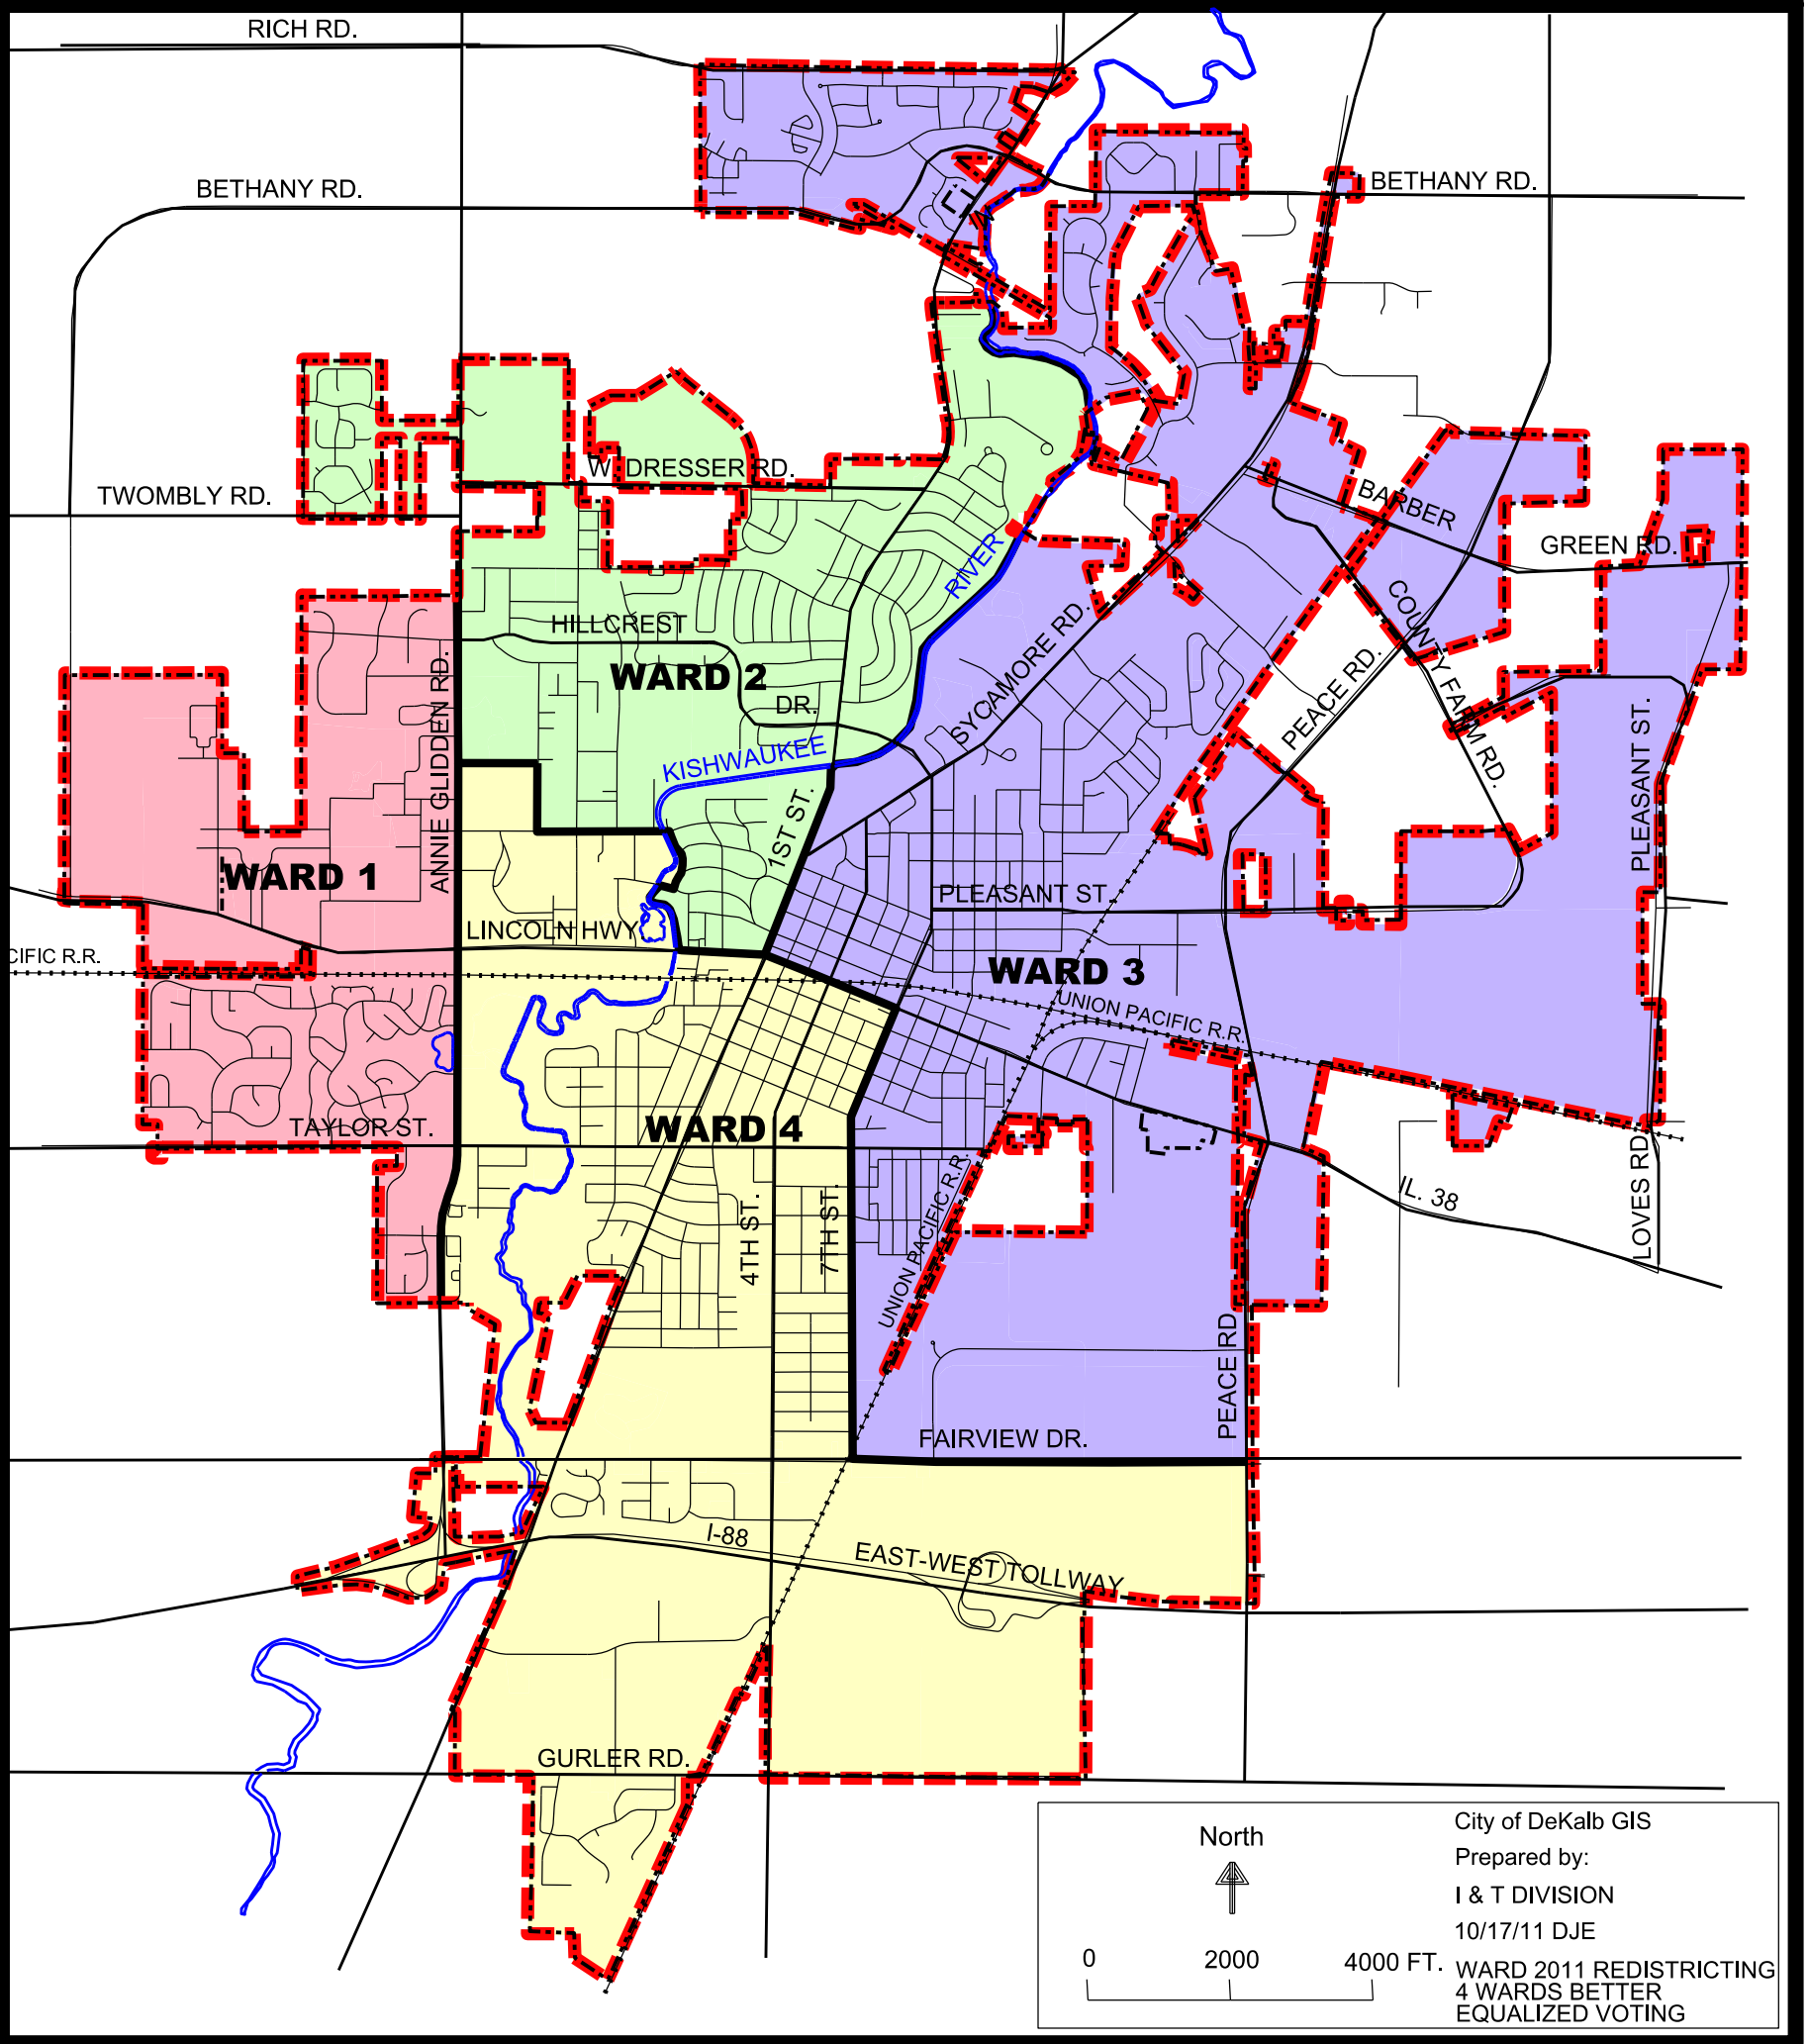 RICH RD.
BETHANY RD.
BETHANY RD.
W. DRESSER RD.
TWOMBLY RD.
BARBER
GREEN RD.
RIVER
HILLCREST
DR.
WARD 2
SYCAMORE RD.
PEACE RD.
COUNTY FARM RD.
PLEASANT ST.
ANNIE GLIDDEN RD.
KISHWAUKEE
1ST ST.
WARD 1
PLEASANT ST.
LINCOLN HWY
CIFIC R.R.
WARD 3
UNION PACIFIC R.R.
TAYLOR ST.
WARD 4
4TH ST.
7TH ST.
UNION PACIFIC R.R.
IL. 38
LOVES RD.
PEACE RD.
FAIRVIEW DR.
I-88
EAST-WEST TOLLWAY
GURLER RD.
North
0
2000
4000 FT.
City of DeKalb GIS
Prepared by:
I & T DIVISION
10/17/11 DJE
WARD 2011 REDISTRICTING
4 WARDS BETTER
EQUALIZED VOTING